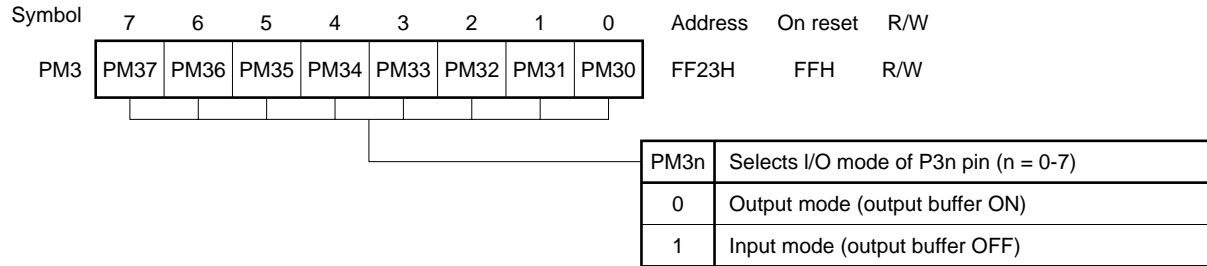 Symbol 7 6 5 4 3 2 1 0 Address On reset R/W
PM3 PM37 PM36 PM35 PM34 PM33 PM32 PM31 PM30 FF23H FFH R/W
PM3n Selects I/O mode of P3n pin (n = 0-7)
0 Output mode (output buffer ON)
1 Input mode (output buffer OFF)